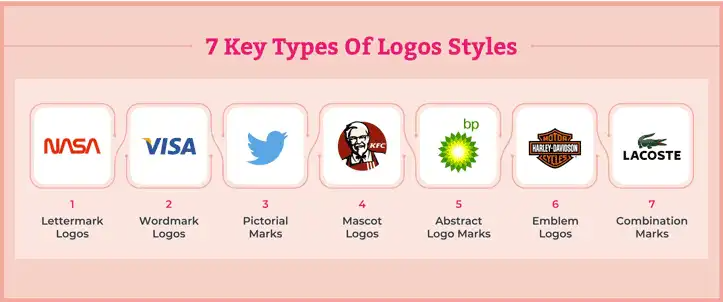 7 Key Types Of Logos Styles
NASA
VISA
KFC
bp
MOTOR
HARLEY-DAVIDSON
CYCLES
LACOSTE
1
Lettermark
Logos
2
Wordmark
Logos
3
Pictorial
Marks
4
Mascot
Logos
5
Abstract
Logo Marks
6
Emblem
Logos
7
Combination
Marks